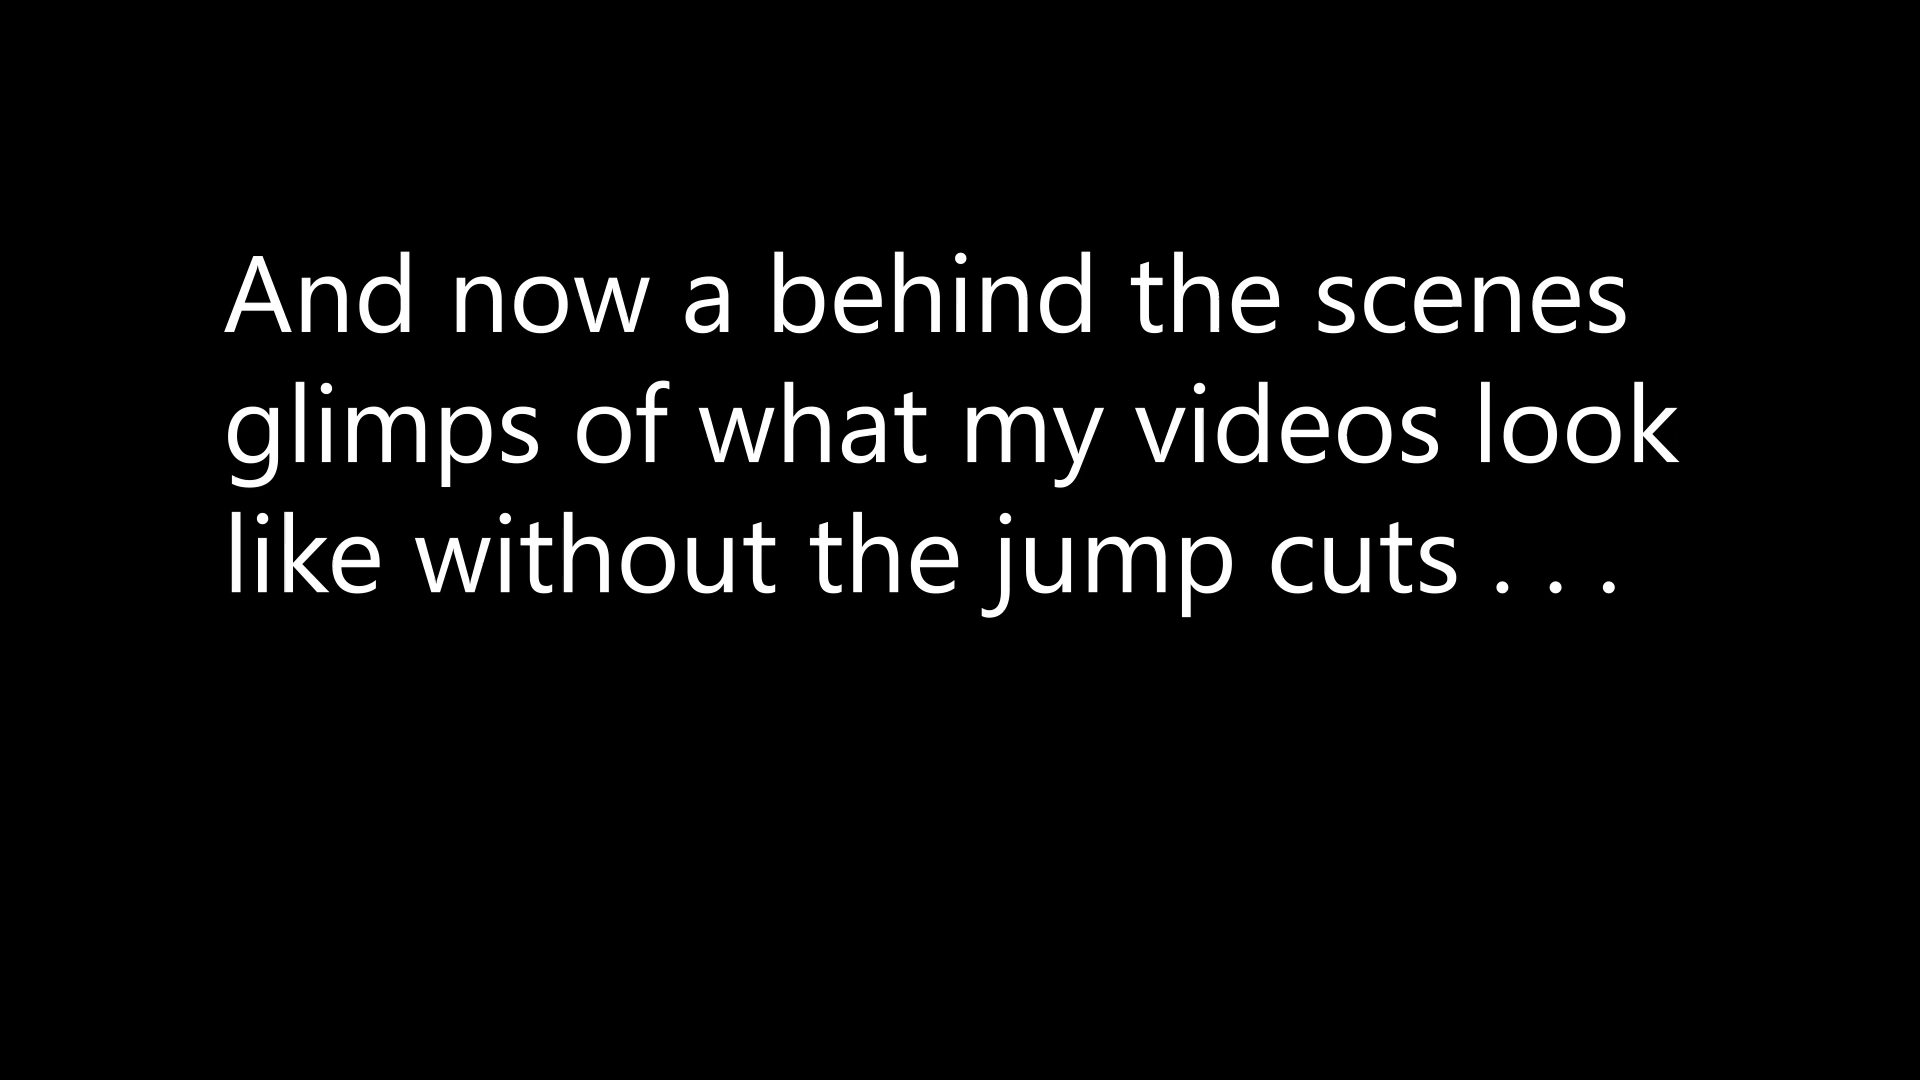 And now a behind the scenes
glimps of what my videos look
like without the jump cuts . . .